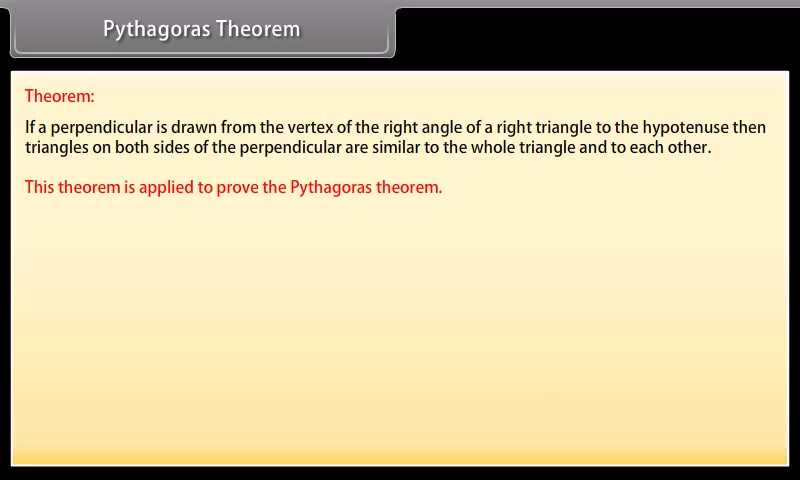 Pythagoras Theorem
Theorem:
If a perpendicular is drawn from the vertex of the right angle of a right triangle to the hypotenuse then
triangles on both sides of the perpendicular are similar to the whole triangle and to each other.
This theorem is applied to prove the Pythagoras theorem.